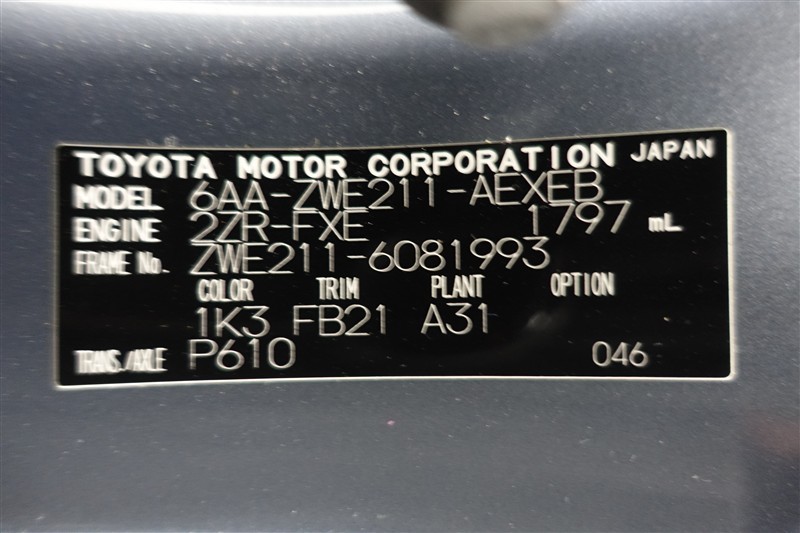 TOYOTA MOTOR CORPORATION JAPAN
MODEL 6AA-ZWE211-AEXEB
ENGINE 2ZR-FXE 1797 mL
FRAME No. ZWE211-6081993
COLOR TRIM PLANT OPTION
1K3 FB21 A31
TRANS./AXLE P610 046